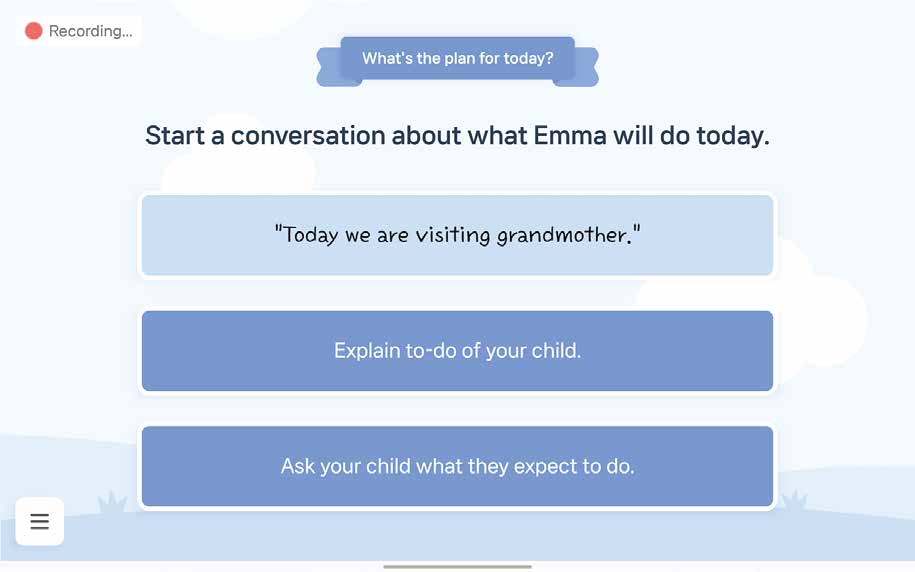 Recording...
What's the plan for today?
Start a conversation about what Emma will do today.
"Today we are visiting grandmother."
Explain to-do of your child.
Ask your child what they expect to do.